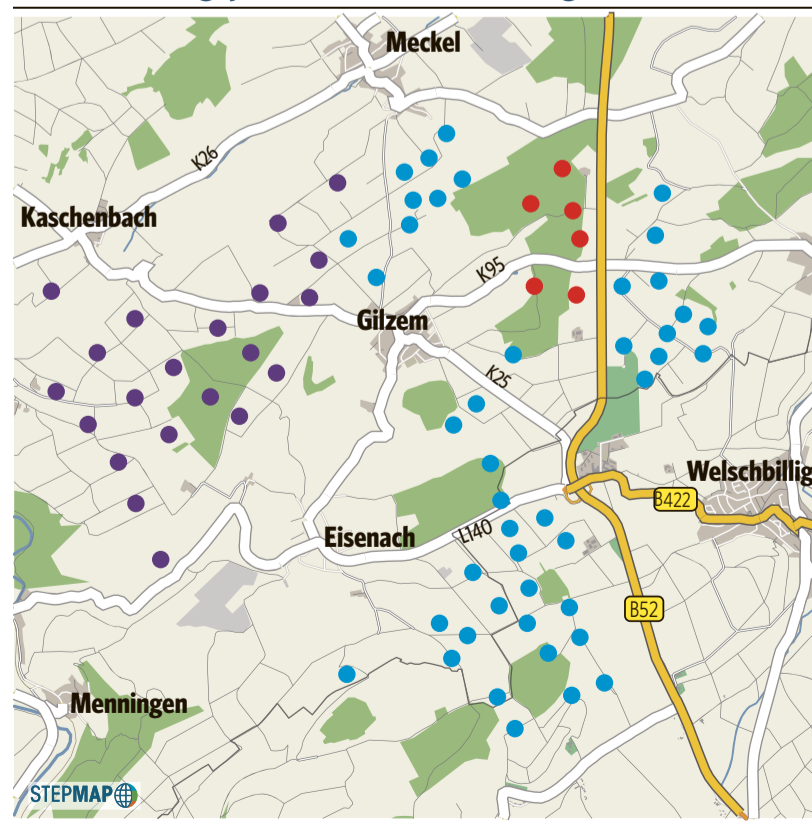 Meckel
K26
Kaschenbach
K95
Gilzem
K25
Welschbillig
B422
L140
Eisenach
B52
Menningen
STEPMAP